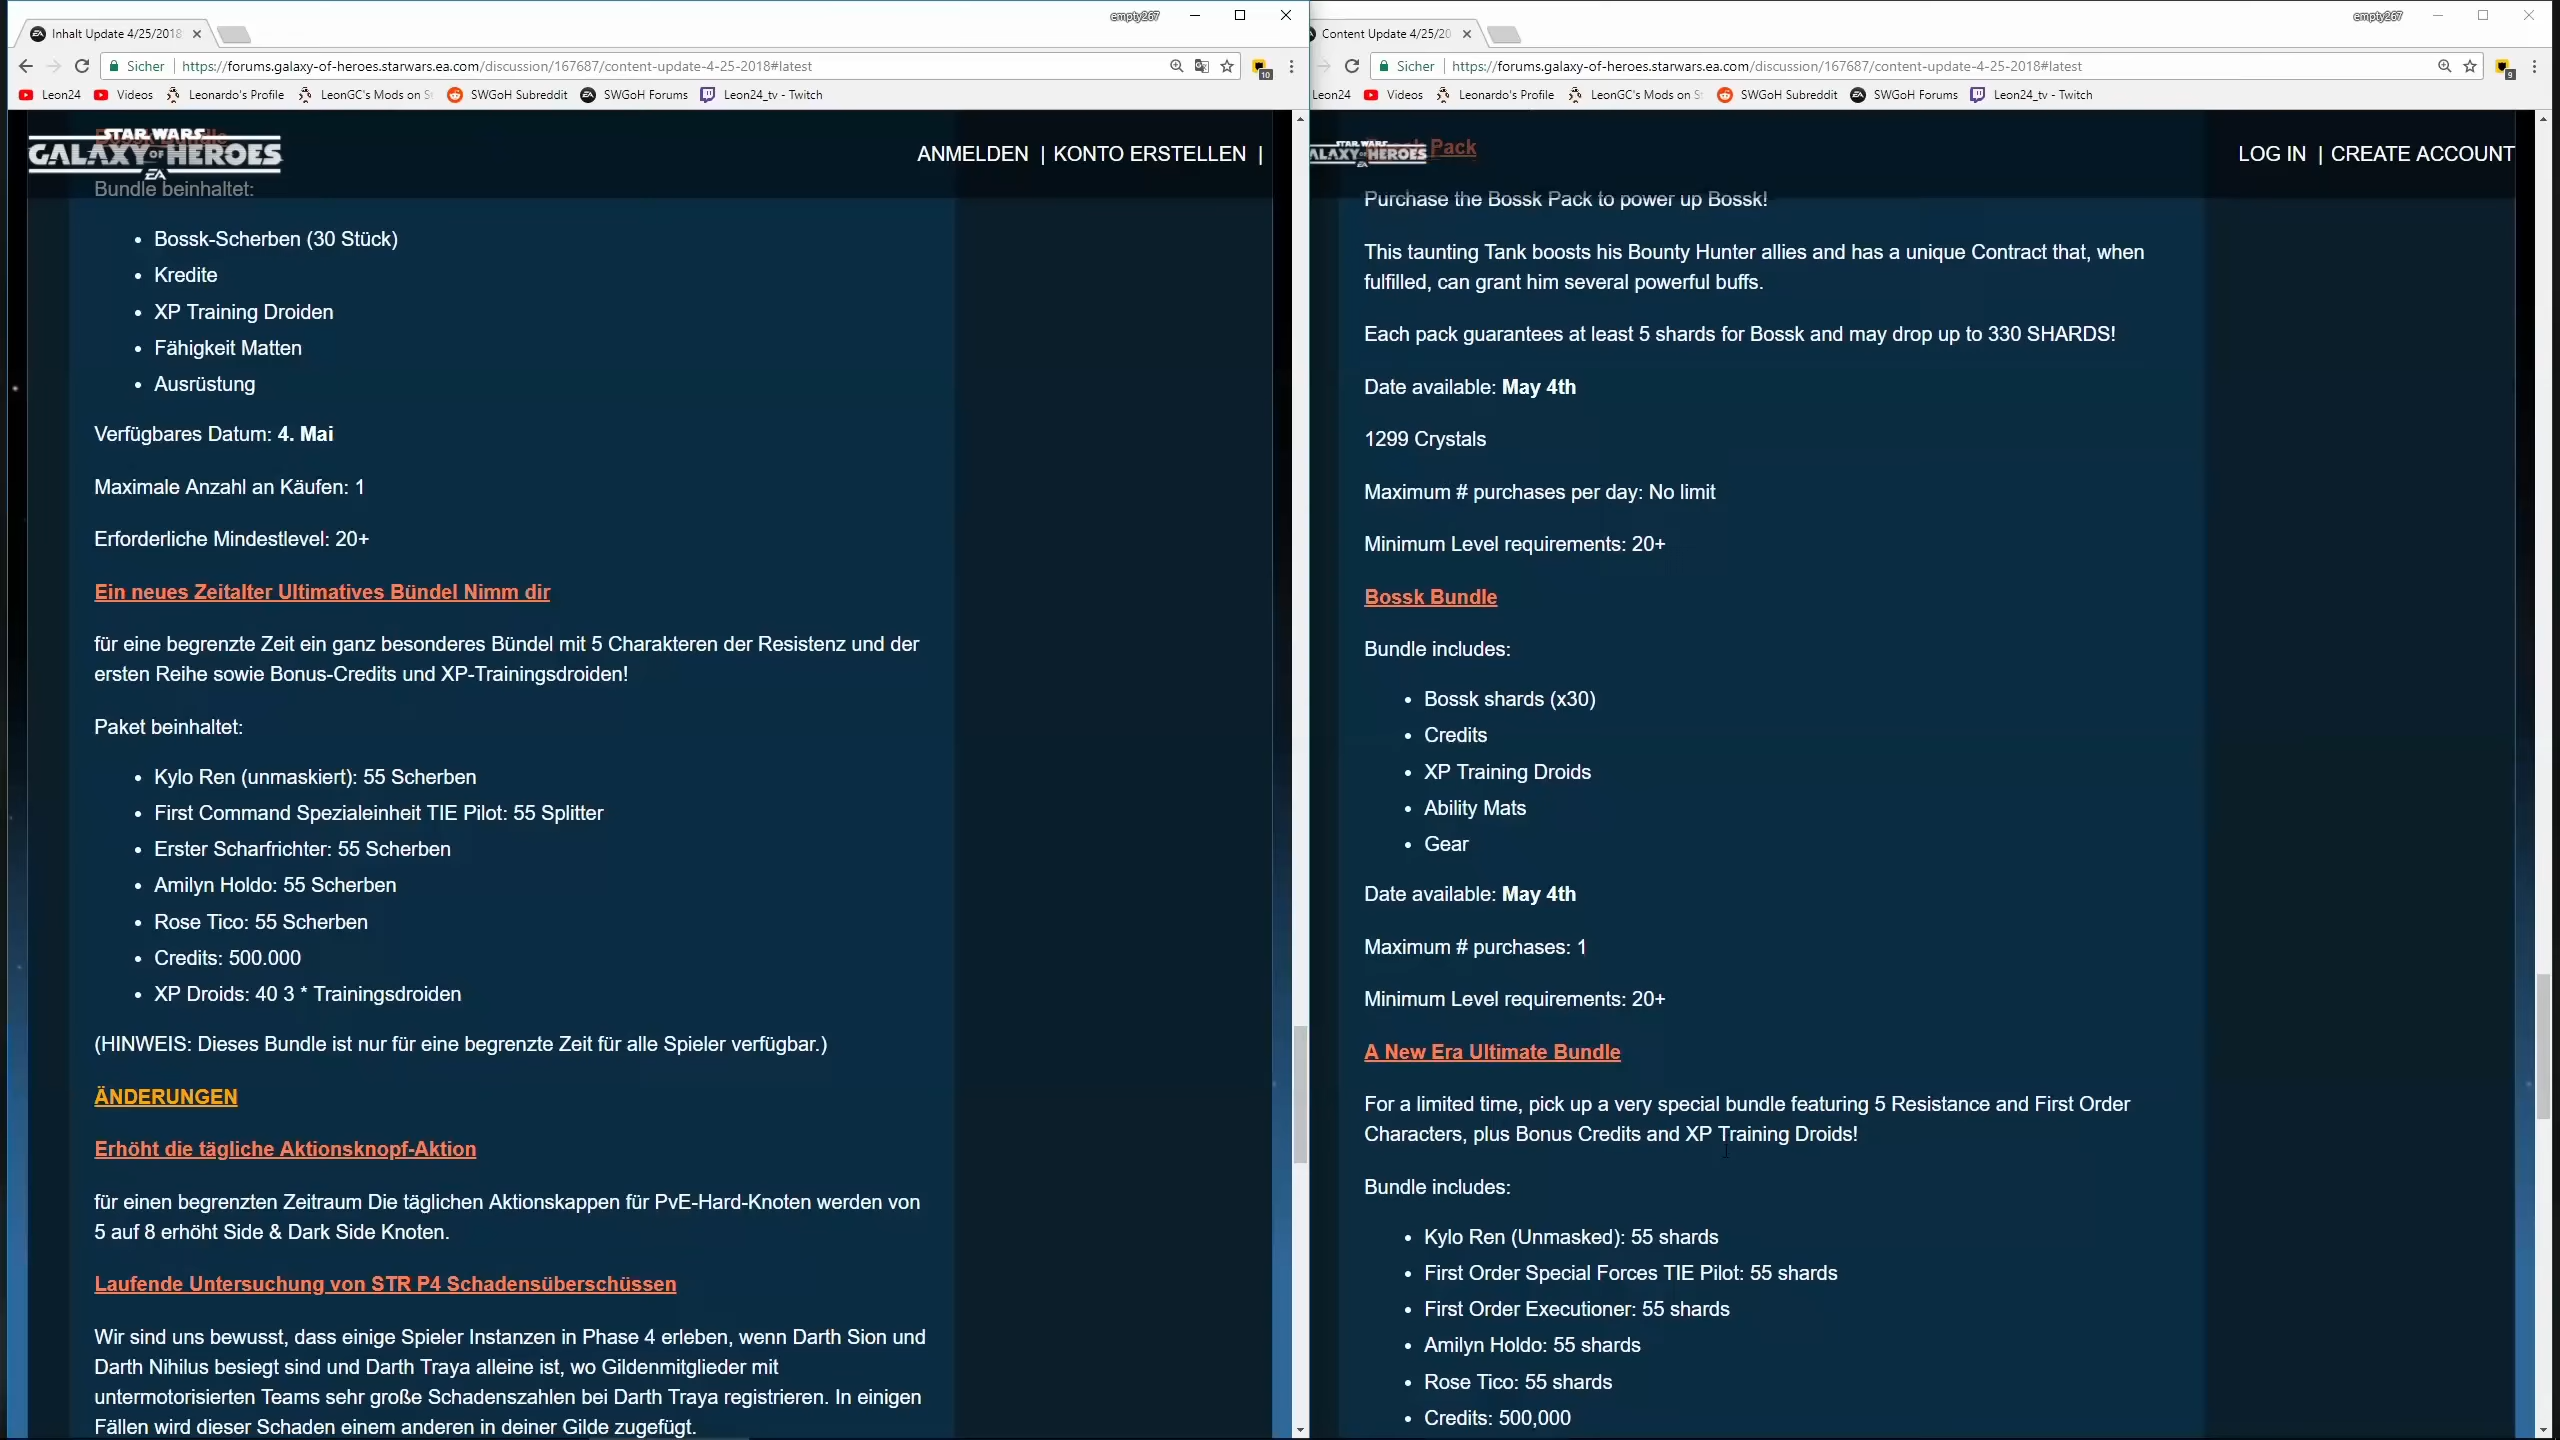 empty267
Inhalt Update 4/25/2018
Sicher https://forums.galaxy-of-heroes.starwars.ea.com/discussion/167687/content-update-4-25-2018#latest
10
Leon24 Videos Leonardo's Profile LeonGC's Mods on SWGoH Subreddit SWGoH Forums Leon24_tv - Twitch
STAR WARS
GALAXY OF HEROES
EA
ANMELDEN | KONTO ERSTELLEN |
Bundle beinhaltet:
• Bossk-Scherben (30 Stück)
• Kredite
• XP Training Droiden
• Fähigkeit Matten
• Ausrüstung
Verfügbares Datum: 4. Mai
Maximale Anzahl an Käufen: 1
Erforderliche Mindestlevel: 20+
Ein neues Zeitalter Ultimatives Bündel Nimm dir
für eine begrenzte Zeit ein ganz besonderes Bündel mit 5 Charakteren der Resistenz und der
ersten Reihe sowie Bonus-Credits und XP-Trainingsdroiden!
Paket beinhaltet:
• Kylo Ren (unmaskiert): 55 Scherben
• First Command Spezialeinheit TIE Pilot: 55 Splitter
• Erster Scharfrichter: 55 Scherben
• Amilyn Holdo: 55 Scherben
• Rose Tico: 55 Scherben
• Credits: 500.000
• XP Droids: 40 3 * Trainingsdroiden
(HINWEIS: Dieses Bundle ist nur für eine begrenzte Zeit für alle Spieler verfügbar.)
ÄNDERUNGEN
Erhöht die tägliche Aktionsknopf-Aktion
für einen begrenzten Zeitraum Die täglichen Aktionskappen für PvE-Hard-Knoten werden von
5 auf 8 erhöht Side & Dark Side Knoten.
Laufende Untersuchung von STR P4 Schadensüberschüssen
Wir sind uns bewusst, dass einige Spieler Instanzen in Phase 4 erleben, wenn Darth Sion und
Darth Nihilus besiegt sind und Darth Traya alleine ist, wo Gildenmitglieder mit
untermotorisierten Teams sehr große Schadenszahlen bei Darth Traya registrieren. In einigen
Fällen wird dieser Schaden einem anderen in deiner Gilde zugefügt.
empty267
Content Update 4/25/20
Sicher https://forums.galaxy-of-heroes.starwars.ea.com/discussion/167687/content-update-4-25-2018#latest
9
Leon24 Videos Leonardo's Profile LeonGC's Mods on SWGoH Subreddit SWGoH Forums Leon24_tv - Twitch
STAR WARS
HEROES Pack
LOG IN | CREATE ACCOUNT
Purchase the Bossk Pack to power up Bossk!
This taunting Tank boosts his Bounty Hunter allies and has a unique Contract that, when
fulfilled, can grant him several powerful buffs.
Each pack guarantees at least 5 shards for Bossk and may drop up to 330 SHARDS!
Date available: May 4th
1299 Crystals
Maximum # purchases per day: No limit
Minimum Level requirements: 20+
Bossk Bundle
Bundle includes:
• Bossk shards (x30)
• Credits
• XP Training Droids
• Ability Mats
• Gear
Date available: May 4th
Maximum # purchases: 1
Minimum Level requirements: 20+
A New Era Ultimate Bundle
For a limited time, pick up a very special bundle featuring 5 Resistance and First Order
Characters, plus Bonus Credits and XP Training Droids!
Bundle includes:
• Kylo Ren (Unmasked): 55 shards
• First Order Special Forces TIE Pilot: 55 shards
• First Order Executioner: 55 shards
• Amilyn Holdo: 55 shards
• Rose Tico: 55 shards
• Credits: 500,000